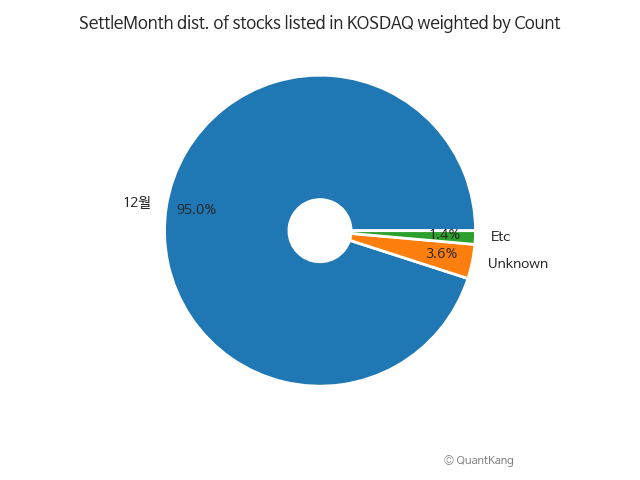 SettleMonth dist. of stocks listed in KOSDAQ weighted by Count
12월
95.0%
1.4%
Etc
3.6%
Unknown
© QuantKang